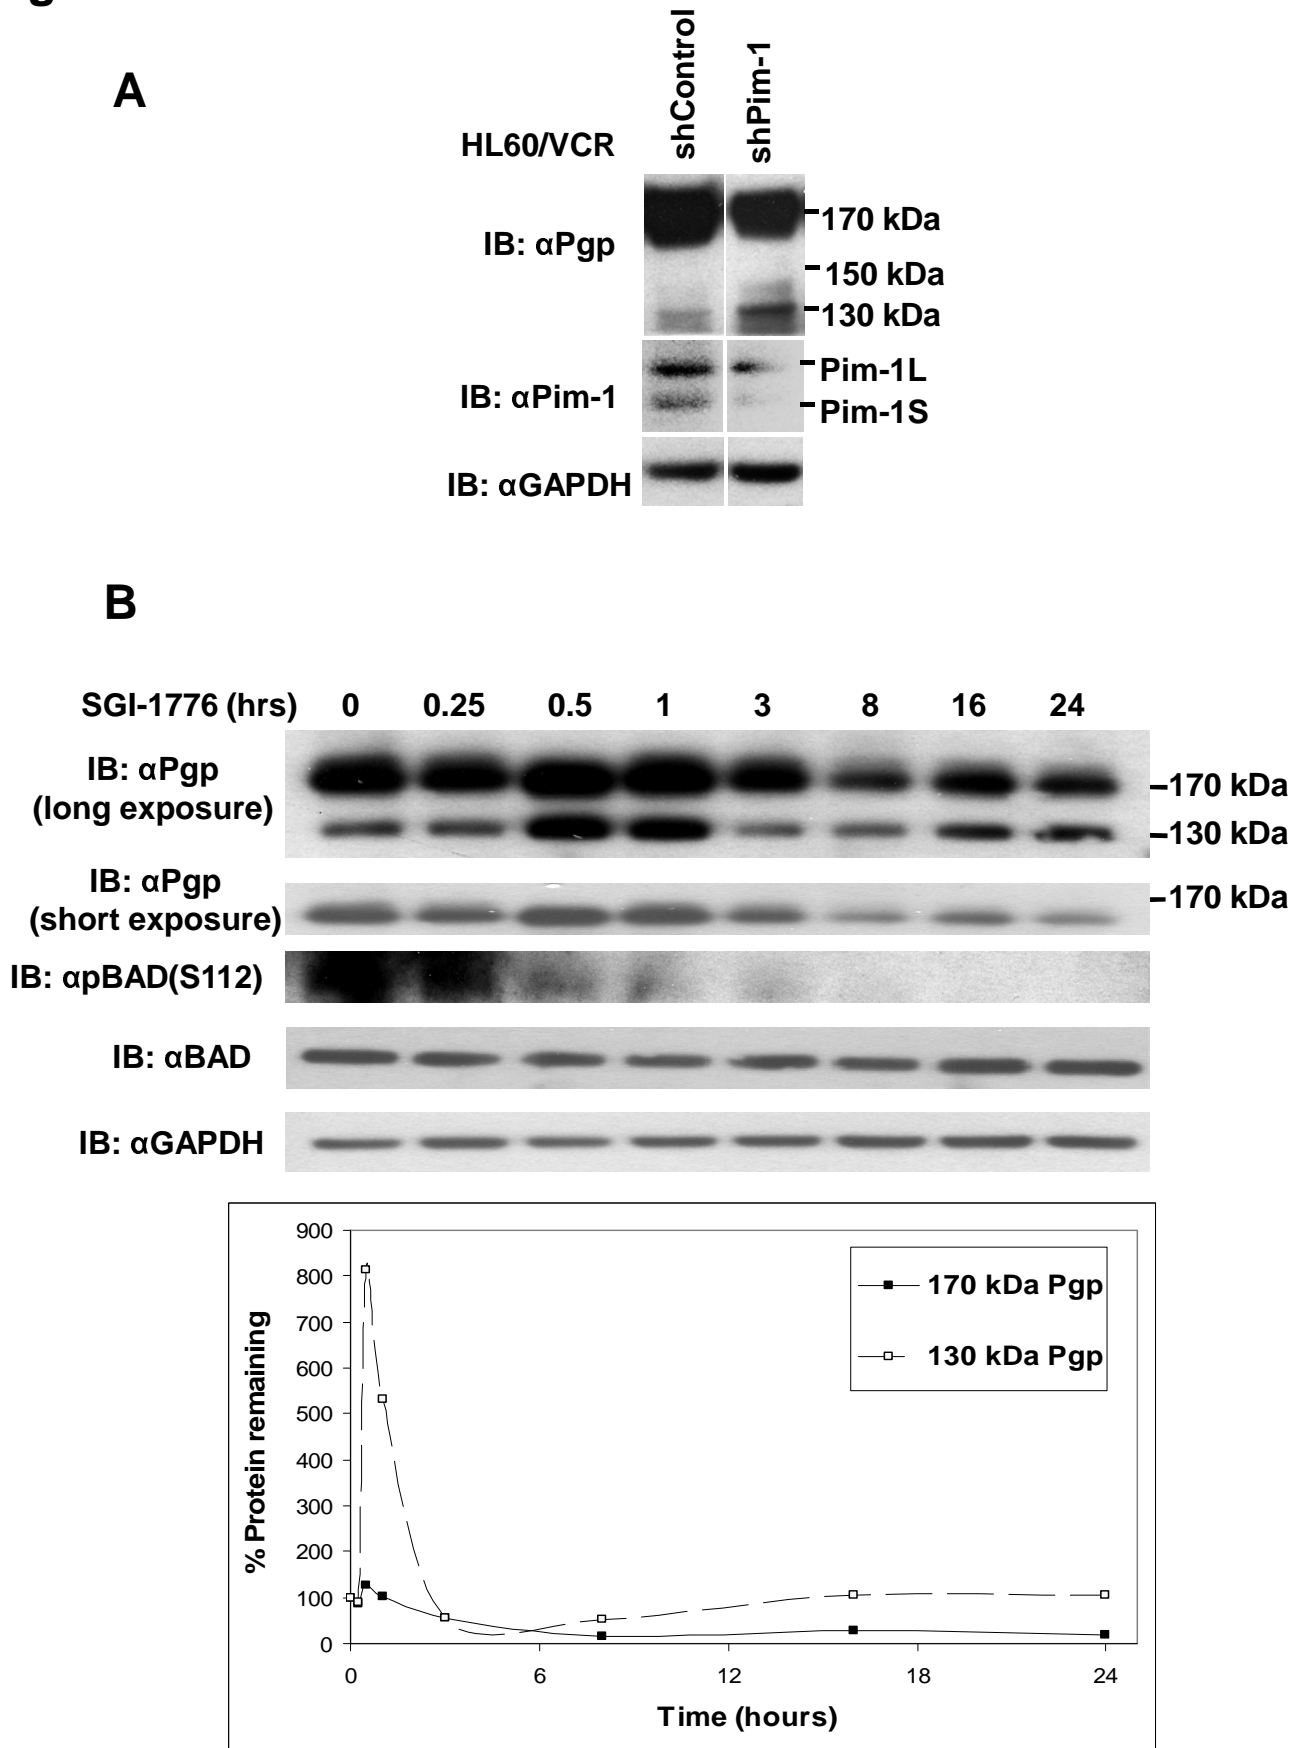 A
shControl
shPim-1
HL60/VCR
IB: αPgp
170 kDa
150 kDa
130 kDa
IB: αPim-1
Pim-1L
Pim-1S
IB: αGAPDH
B
SGI-1776 (hrs) 0 0.25 0.5 1 3 8 16 24
IB: αPgp
(long exposure)
170 kDa
130 kDa
IB: αPgp
(short exposure)
170 kDa
IB: αpBAD(S112)
IB: αBAD
IB: αGAPDH
900
800
700
600
500
400
300
200
100
0
% Protein remaining
170 kDa Pgp
130 kDa Pgp
0 6 12 18 24
Time (hours)